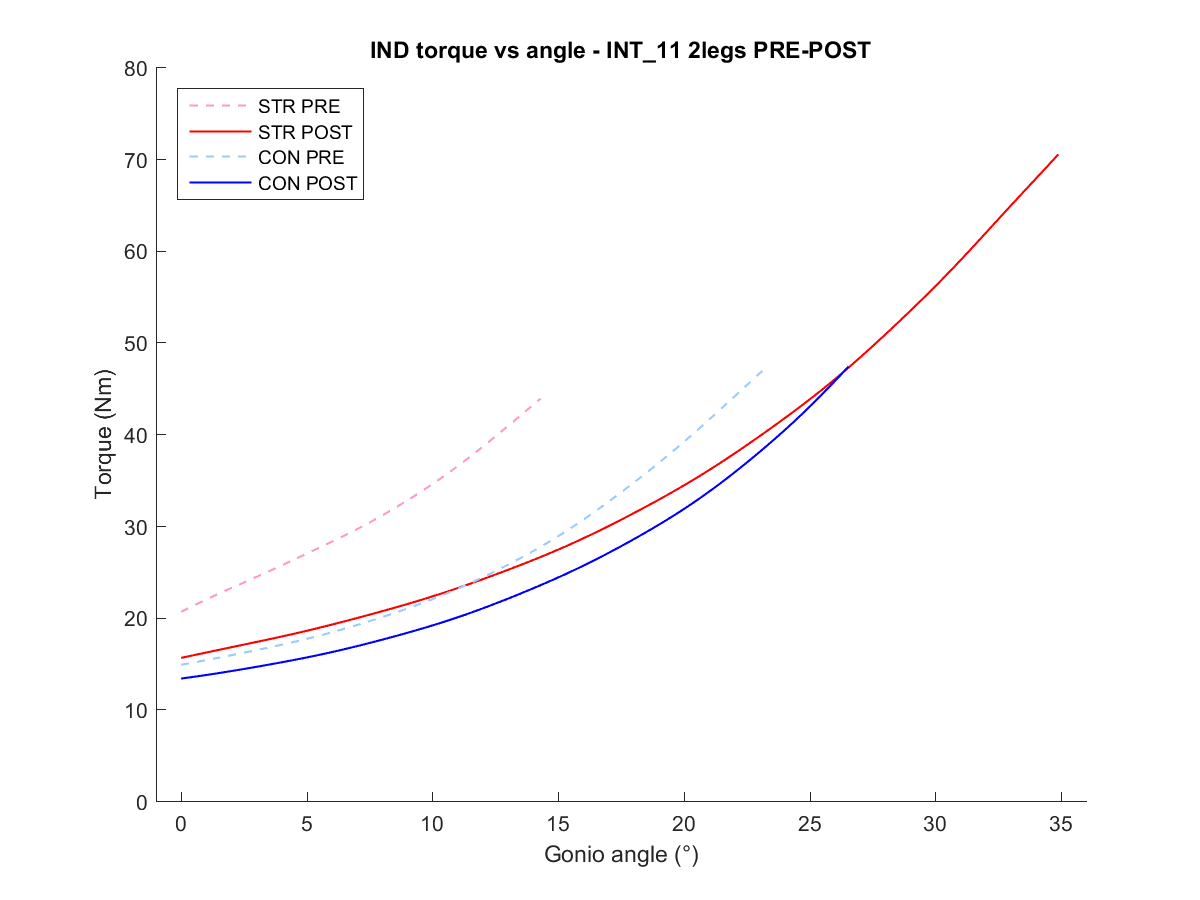 IND torque vs angle - INT_11 2legs PRE-POST
STR PRE
STR POST
CON PRE
CON POST
Torque (Nm)
80
70
60
50
40
30
20
10
0
0 5 10 15 20 25 30 35
Gonio angle (°)